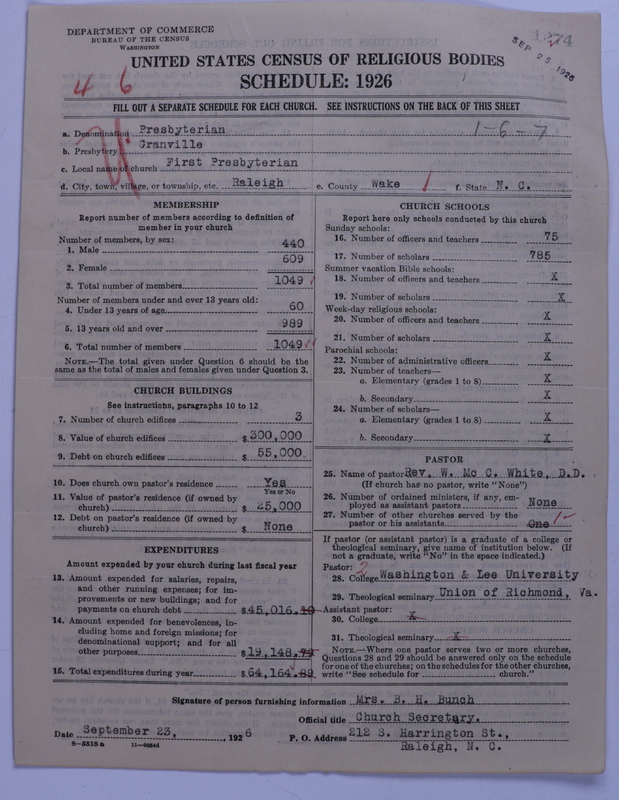 DEPARTMENT OF COMMERCE
BUREAU OF THE CENSUS
WASHINGTON
SEP 25 1926
4 6
UNITED STATES CENSUS OF RELIGIOUS BODIES
SCHEDULE: 1926
FILL OUT A SEPARATE SCHEDULE FOR EACH CHURCH. SEE INSTRUCTIONS ON THE BACK OF THIS SHEET
a. Denomination Presbyterian 1-6-7
b. Presbytery Granville
c. Local name of church First Presbyterian
d. City, town, village, or township, etc. Raleigh e. County Wake f. State N. C.
MEMBERSHIP
Report number of members according to definition of
member in your church
Number of members, by sex:
1. Male 440
2. Female 609
3. Total number of members 1049
Number of members under and over 13 years old:
4. Under 13 years of age 60
5. 13 years old and over 989
6. Total number of members 1049
NOTE.—The total given under Question 6 should be the
same as the total of males and females given under Question 3.
CHURCH BUILDINGS
See instructions, paragraphs 10 to 12
7. Number of church edifices 3
8. Value of church edifices $300,000
9. Debt on church edifices $55,000
10. Does church own pastor's residence Yes
Yes or No
11. Value of pastor's residence (if owned by
church) $25,000
12. Debt on pastor's residence (if owned by
church) $ None
EXPENDITURES
Amount expended by your church during last fiscal year
13. Amount expended for salaries, repairs,
and other running expenses; for im-
provements or new buildings; and for
payments on church debt $45,016.10
14. Amount expended for benevolences, in-
cluding home and foreign missions; for
denominational support; and for all
other purposes $19,148.79
15. Total expenditures during year $64,164.89
CHURCH SCHOOLS
Report here only schools conducted by this church
Sunday schools:
16. Number of officers and teachers 75
17. Number of scholars 785
Summer vacation Bible schools:
18. Number of officers and teachers X
19. Number of scholars X
Week-day religious schools:
20. Number of officers and teachers X
21. Number of scholars X
Parochial schools:
22. Number of administrative officers X
23. Number of teachers—
a. Elementary (grades 1 to 8) X
b. Secondary X
24. Number of scholars—
a. Elementary (grades 1 to 8) X
b. Secondary X
PASTOR
25. Name of pastor Rev. W. Mc C. White, D.D.
(If church has no pastor, write "None")
26. Number of ordained ministers, if any, em-
ployed as assistant pastors None
27. Number of other churches served by the 1
pastor or his assistants One
If pastor (or assistant pastor) is a graduate of a college or
theological seminary, give name of institution below. (If
not a graduate, write "No" in the space indicated.)
Pastor: 2
28. College Washington & Lee University
29. Theological seminary Union of Richmond, Va.
Assistant pastor:
30. College X
31. Theological seminary X
NOTE.—Where one pastor serves two or more churches,
Questions 28 and 29 should be answered only on the schedule
for one of the churches; on the schedules for the other churches,
write "See schedule for church."
Signature of person furnishing information Mrs. B. H. Bunch
Official title Church Secretary.
Date September 23, 1926 P. O. Address 212 S. Harrington St.,
8-5518 a Raleigh, N. C.